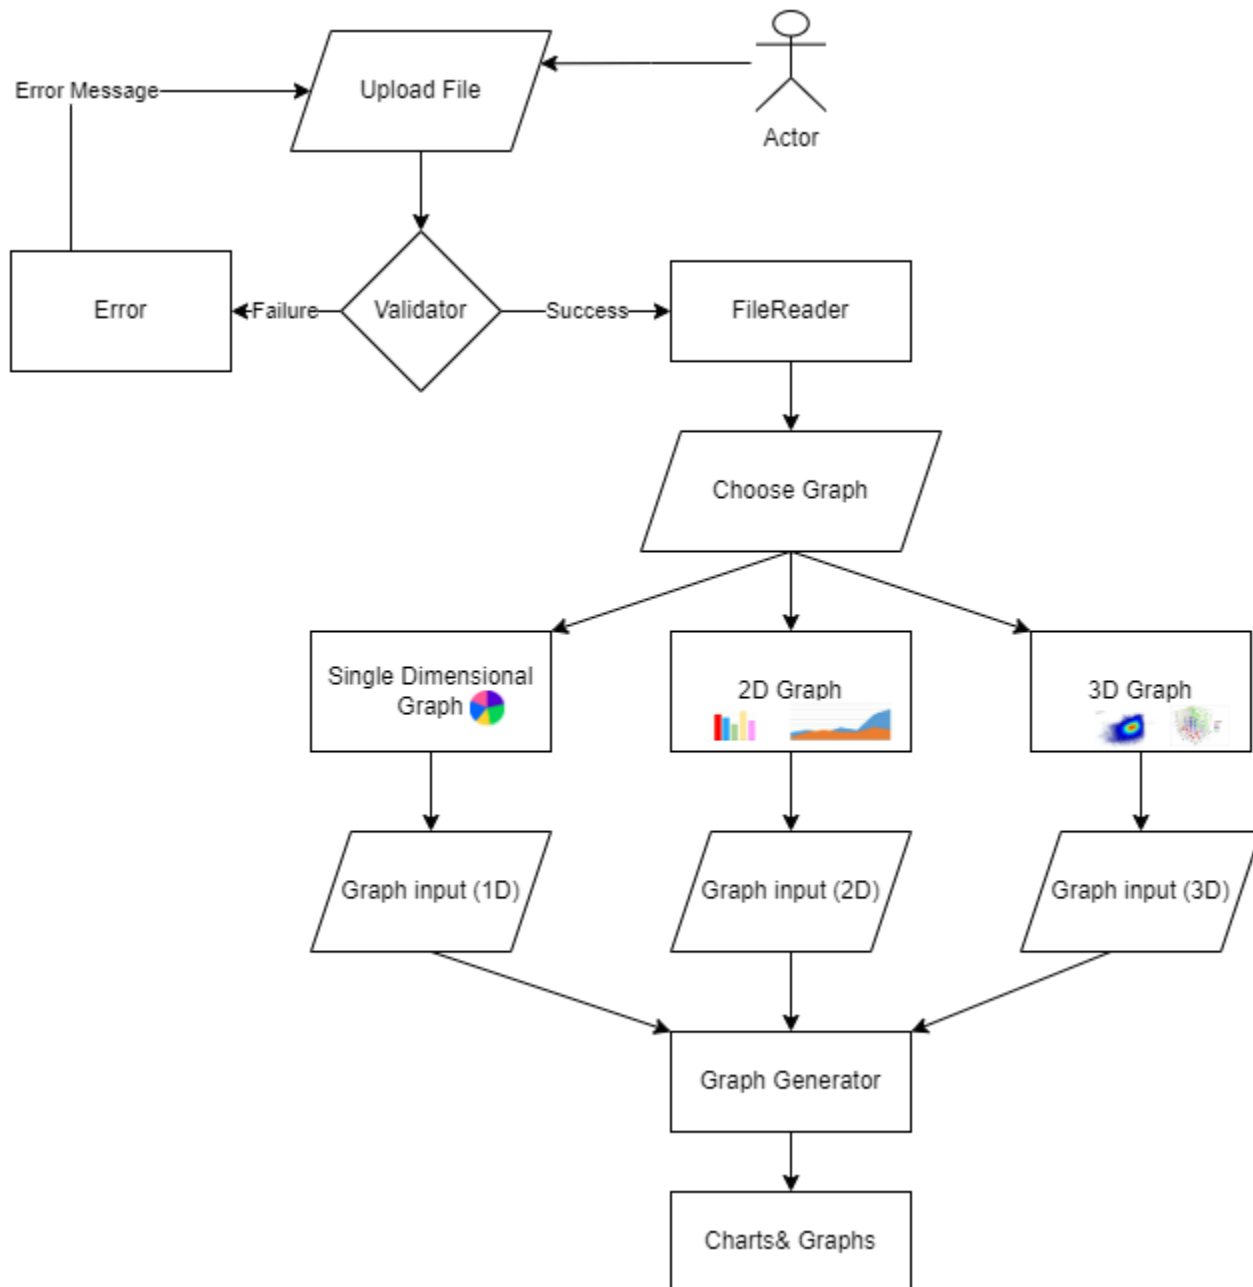 Error Message
Upload File
Actor
Error
Failure
Validator
Success
FileReader
Choose Graph
Single Dimensional
Graph
2D Graph
3D Graph
Graph input (1D)
Graph input (2D)
Graph input (3D)
Graph Generator
Charts& Graphs